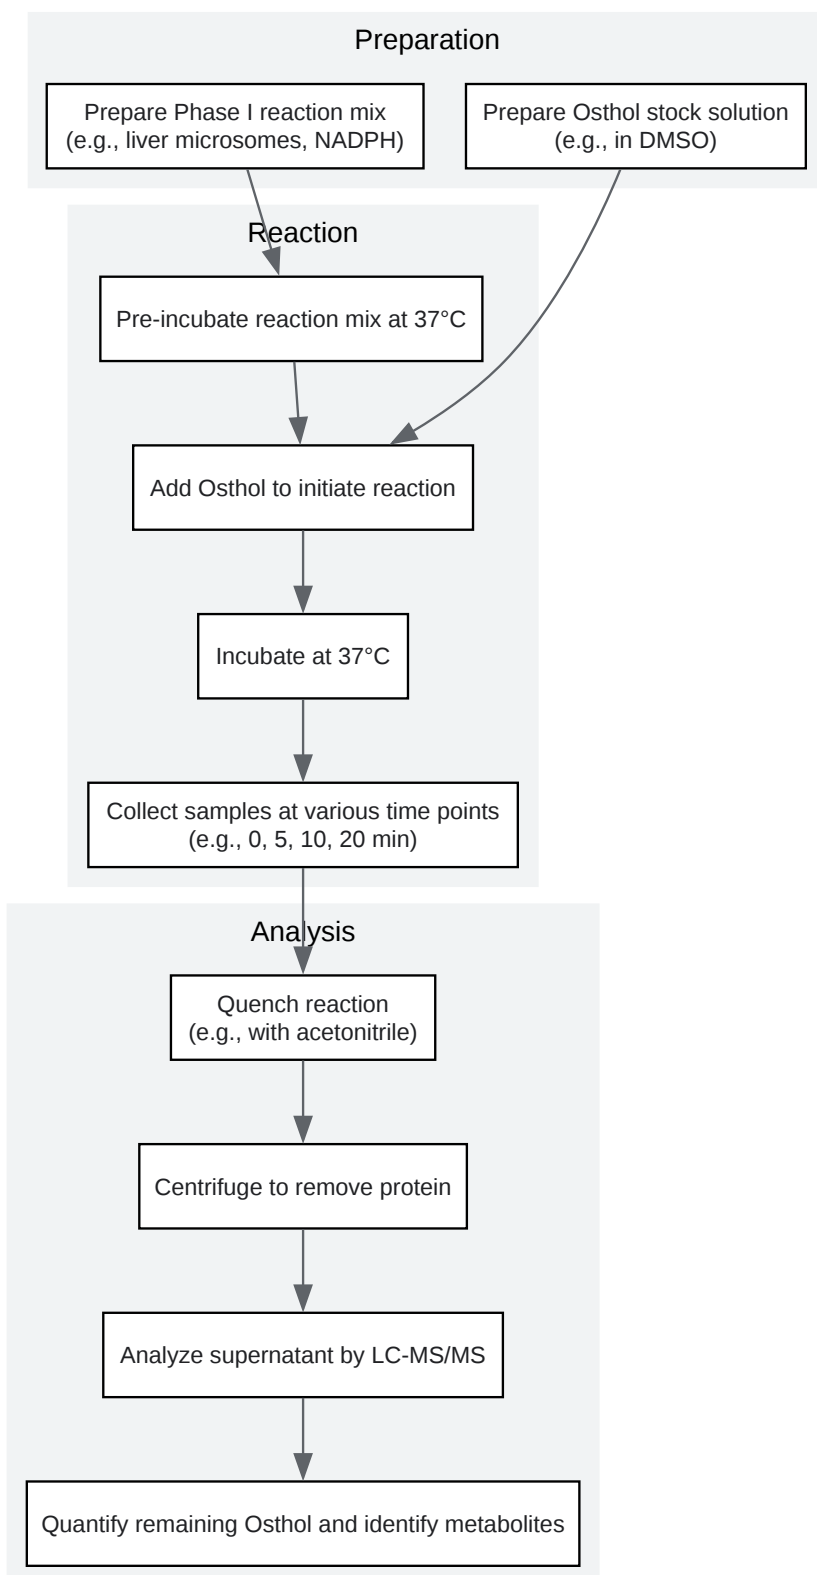 Preparation
Prepare Phase I reaction mix
(e.g., liver microsomes, NADPH)
Prepare Osthol stock solution
(e.g., in DMSO)
Reaction
Pre-incubate reaction mix at 37°C
Add Osthol to initiate reaction
Incubate at 37°C
Collect samples at various time points
(e.g., 0, 5, 10, 20 min)
Analysis
Quench reaction
(e.g., with acetonitrile)
Centrifuge to remove protein
Analyze supernatant by LC-MS/MS
Quantify remaining Osthol and identify metabolites